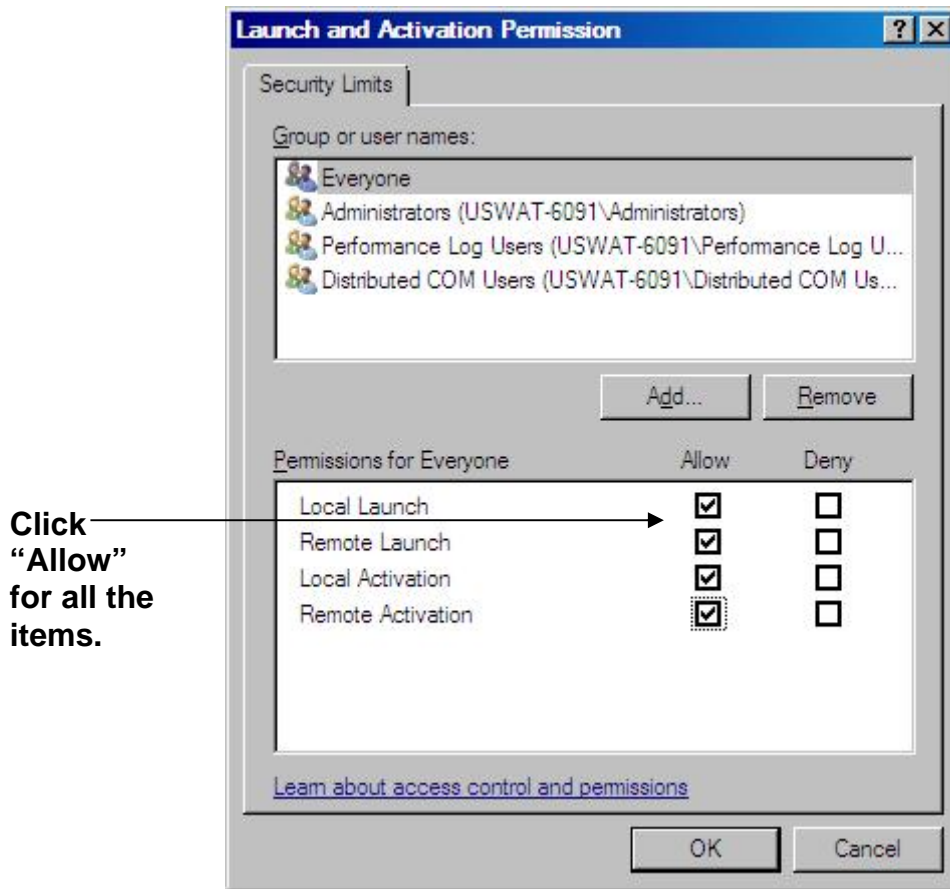 Launch and Activation Permission
Security Limits
Group or user names:
Everyone
Administrators (USWAT-6091\Administrators)
Performance Log Users (USWAT-6091\Performance Log U...
Distributed COM Users (USWAT-6091\Distributed COM Us...
Add...
Remove
Permissions for Everyone
Allow
Deny
Local Launch
Remote Launch
Local Activation
Remote Activation
Click
“Allow”
for all the
items.
Learn about access control and permissions
OK
Cancel